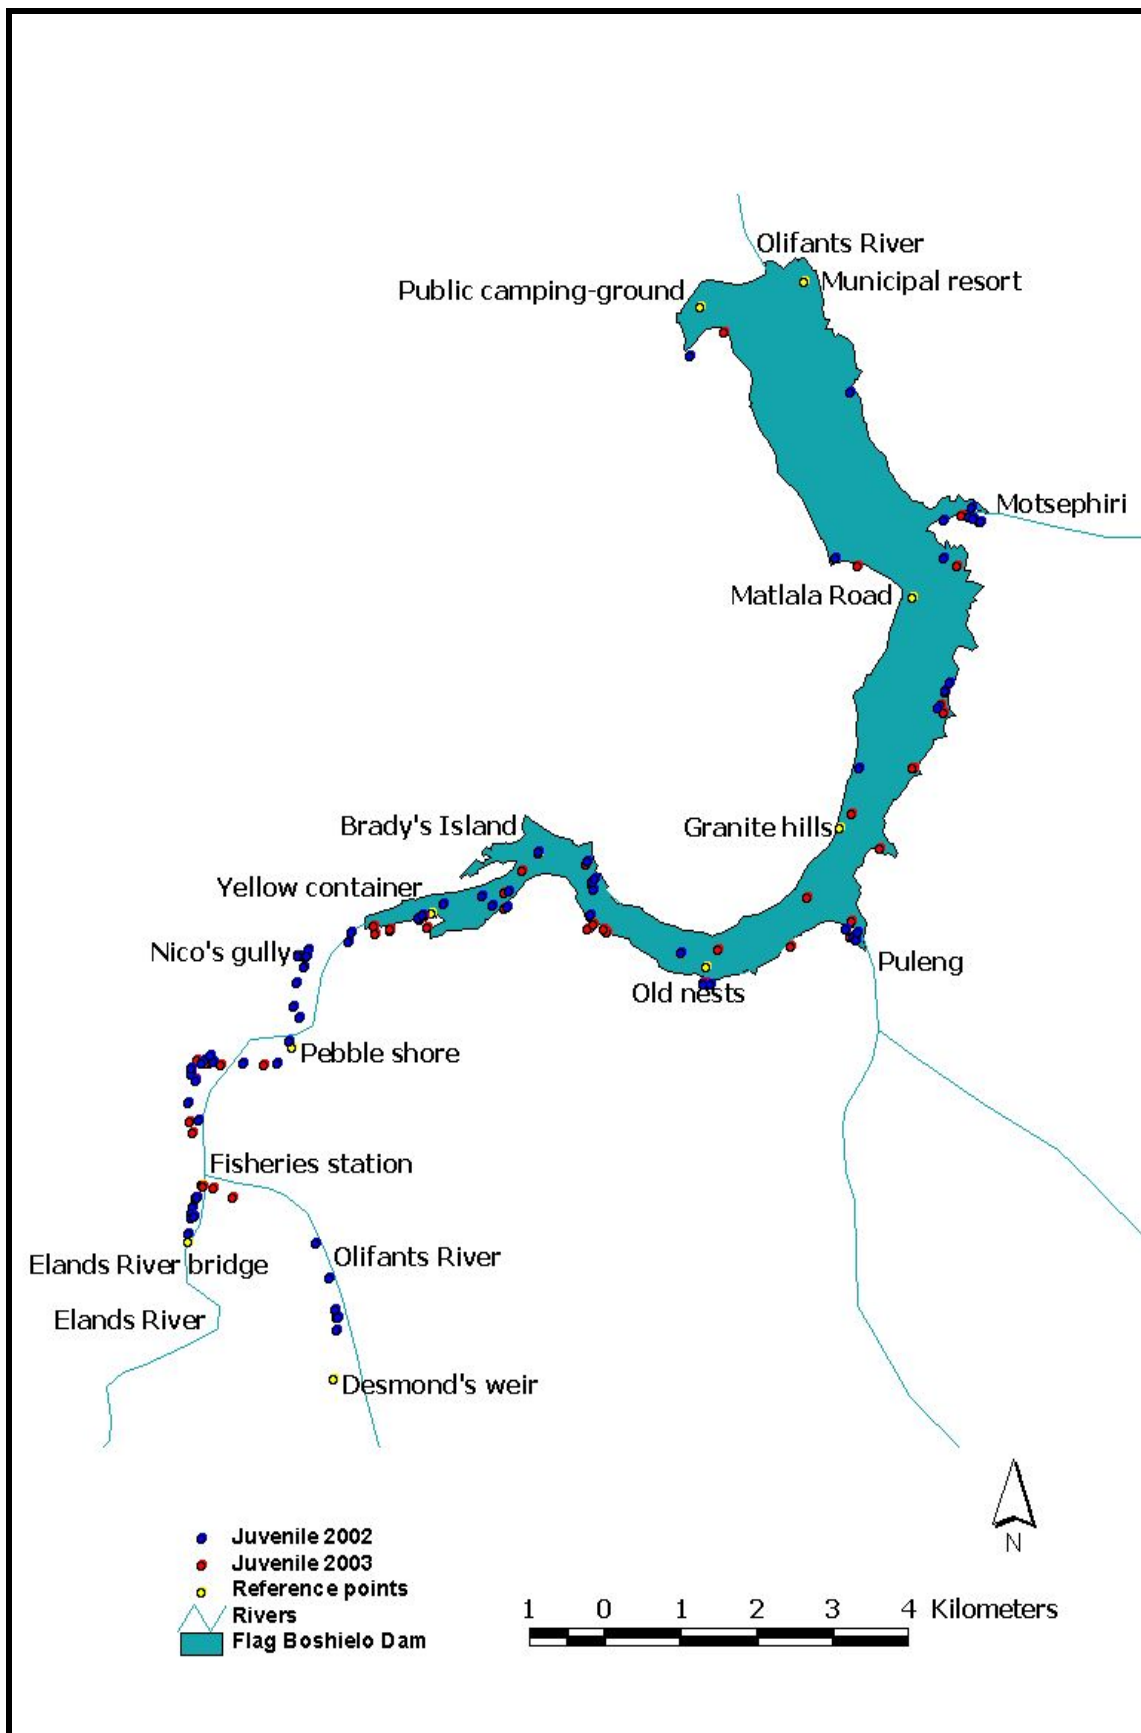 Olifants River
Municipal resort
Public camping-ground
Motsephiri
Matlala Road
Brady's Island
Granite hills
Yellow container
Nico's gully
Puleng
Old nests
Pebble shore
Fisheries station
Elands River bridge
Olifants River
Elands River
Desmond's weir
N
Juvenile 2002
Juvenile 2003
Reference points
Rivers
Flag Boshielo Dam
1 0 1 2 3 4 Kilometers